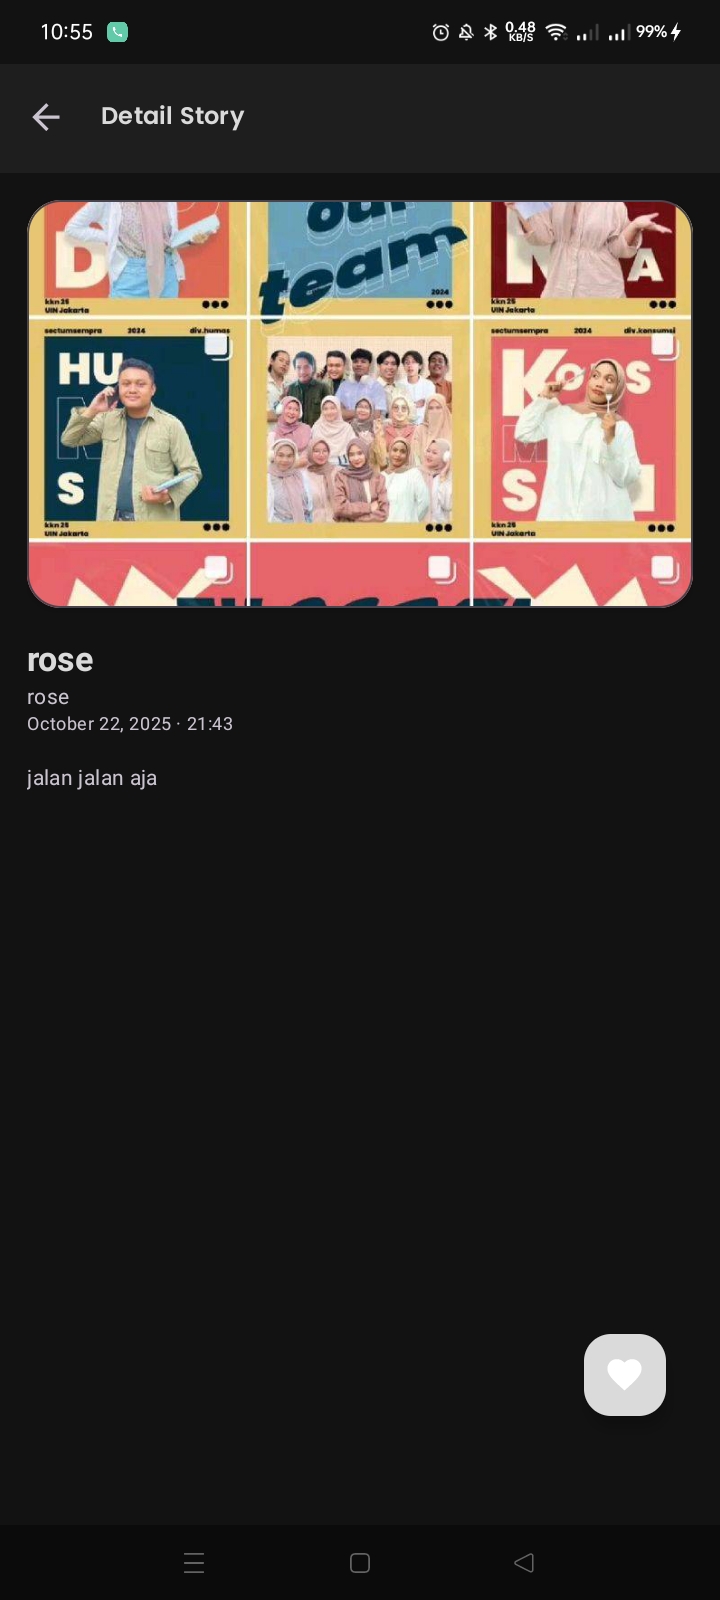 10:55
0.48
KB/S
99%
Detail Story
our
team
2024
D
kkn 25
UIN Jakarta
A
kkn 25
UIN Jakarta
sectumsempra 2024 div.humas
HU
M
S
kkn 25
UIN Jakarta
sectumsempra 2024 div.konsumsi
KO S
M
S
kkn 25
UIN Jakarta
rose
rose
October 22, 2025 · 21:43
jalan jalan aja